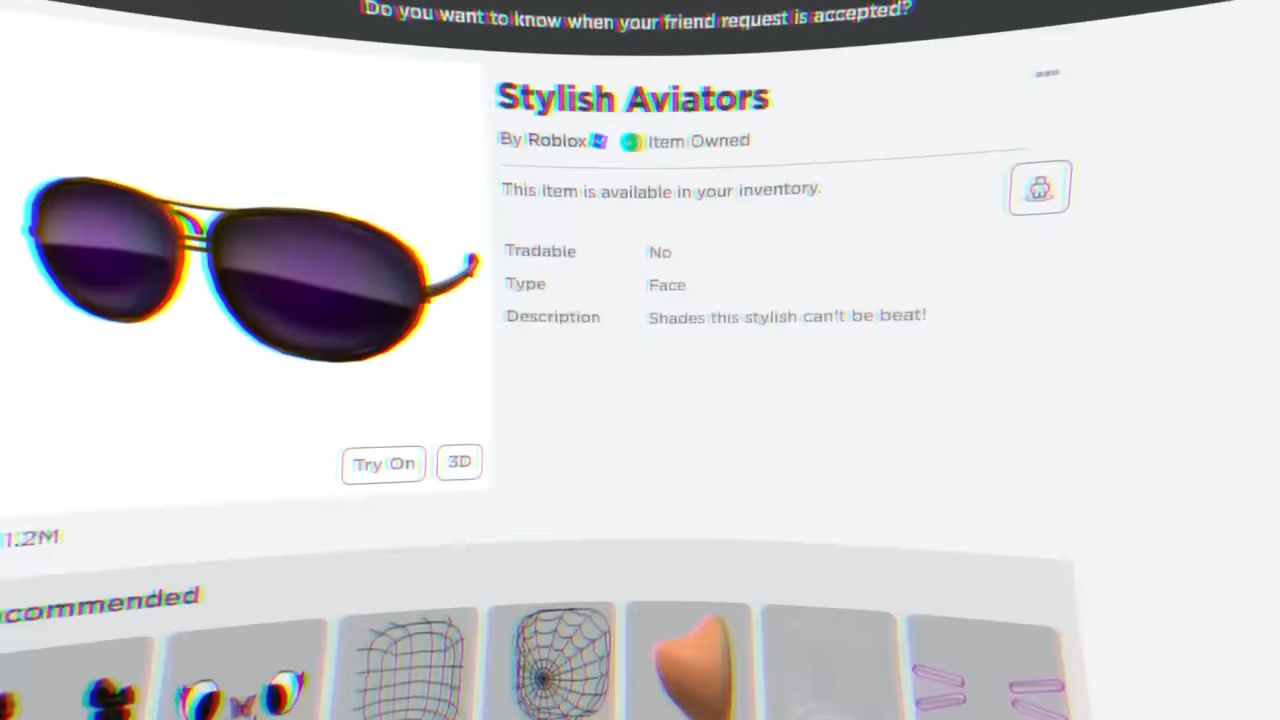 Do you want to know when your friend request is accepted?
Stylish Aviators
By Roblox Item Owned
This item is available in your inventory.
Tradable No
Type Face
Description Shades this stylish can't be beat!
Try On 3D
1.2M
commended